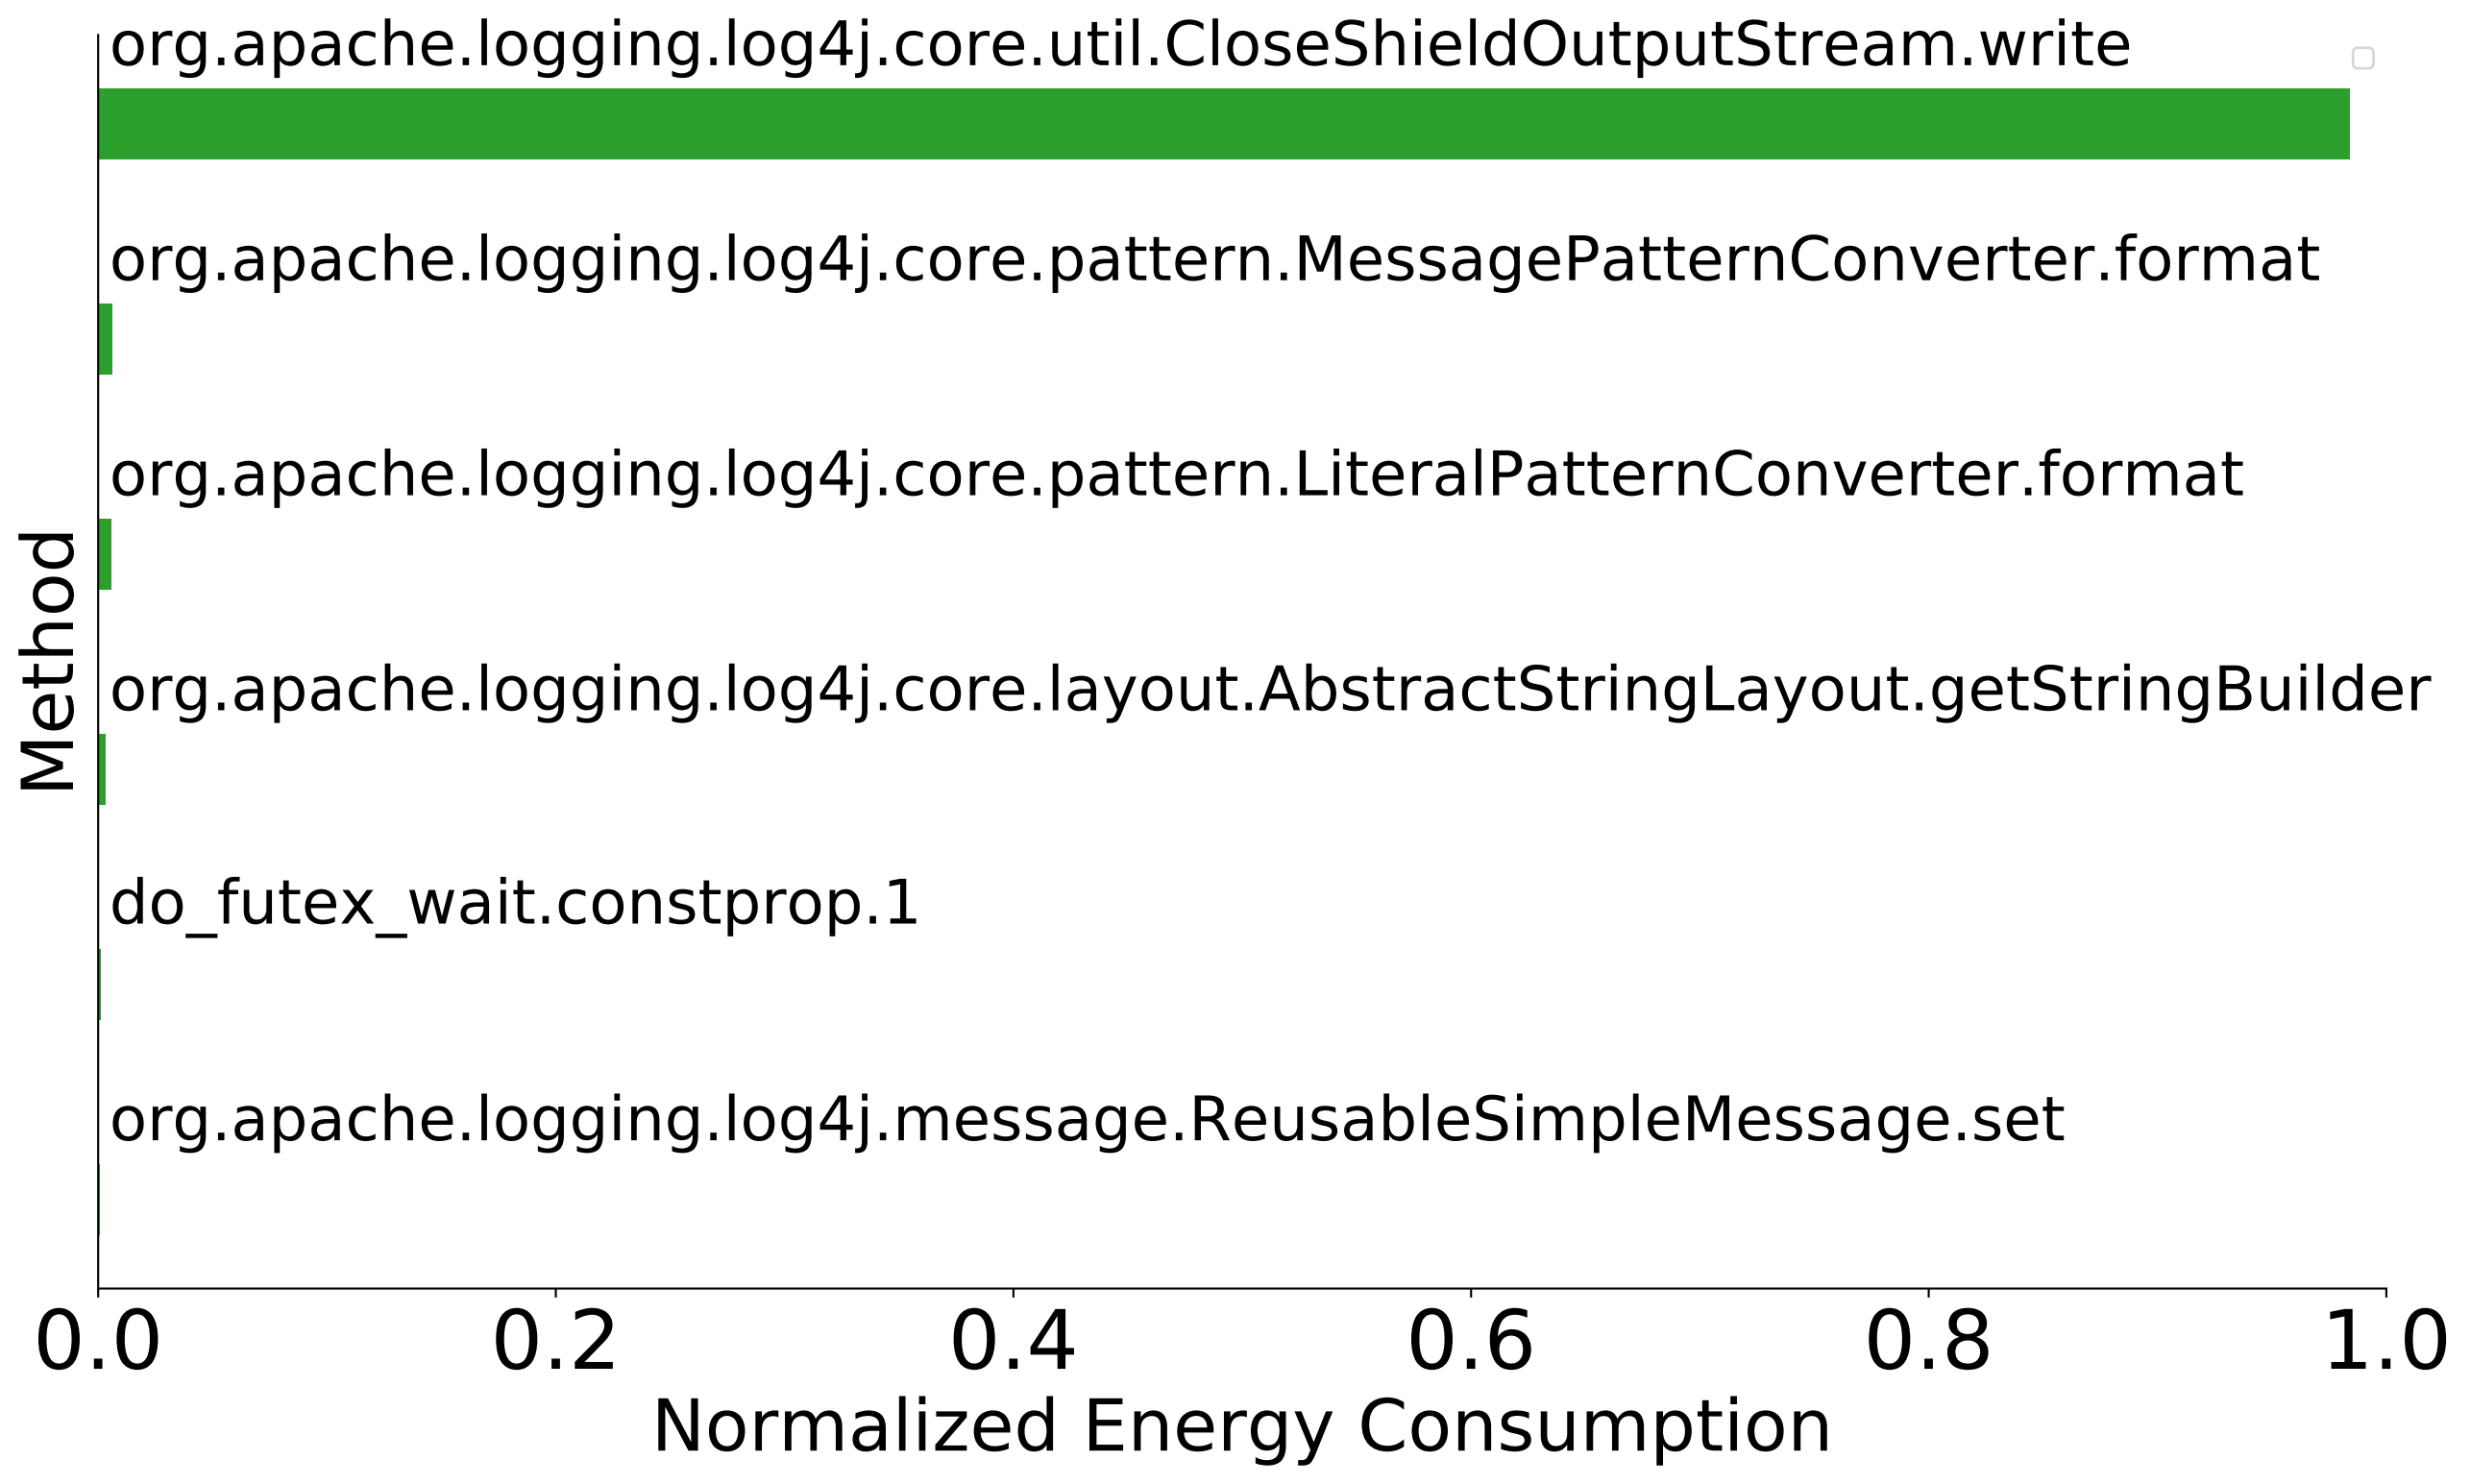 org.apache.logging.log4j.core.util.CloseShieldOutputStream.write
org.apache.logging.log4j.core.pattern.MessagePatternConverter.format
org.apache.logging.log4j.core.pattern.LiteralPatternConverter.format
org.apache.logging.log4j.core.layout.AbstractStringLayout.getStringBuilder
do_futex_wait.constprop.1
org.apache.logging.log4j.message.ReusableSimpleMessage.set
Method
0.0 0.2 0.4 0.6 0.8 1.0
Normalized Energy Consumption